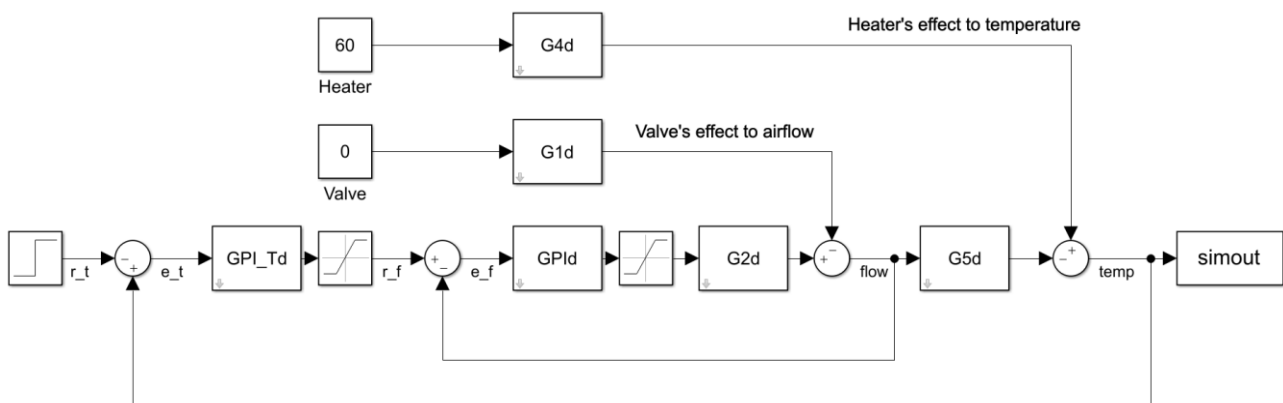 Heater's effect to temperature
60
G4d
Heater
Valve's effect to airflow
0
G1d
Valve
GPI_Td
GPId
G2d
G5d
simout
r_t
e_t
r_f
e_f
flow
temp